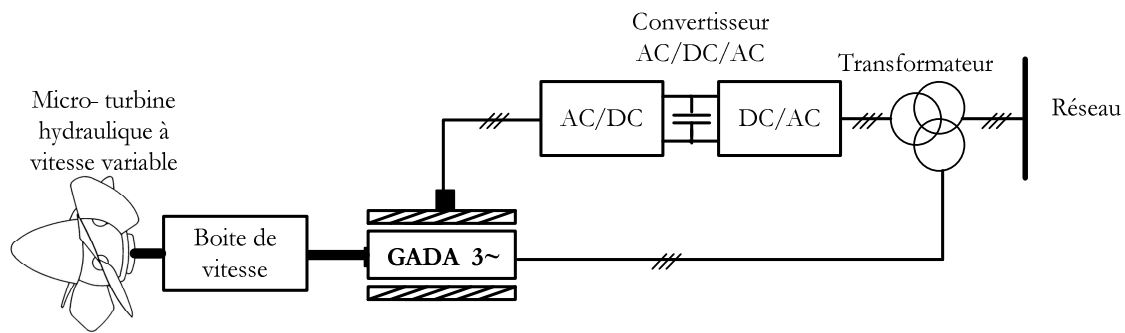 Convertisseur
AC/DC/AC
Transformateur
Micro- turbine
hydraulique à
vitesse variable
AC/DC
DC/AC
Réseau
Boite de
vitesse
GADA 3~